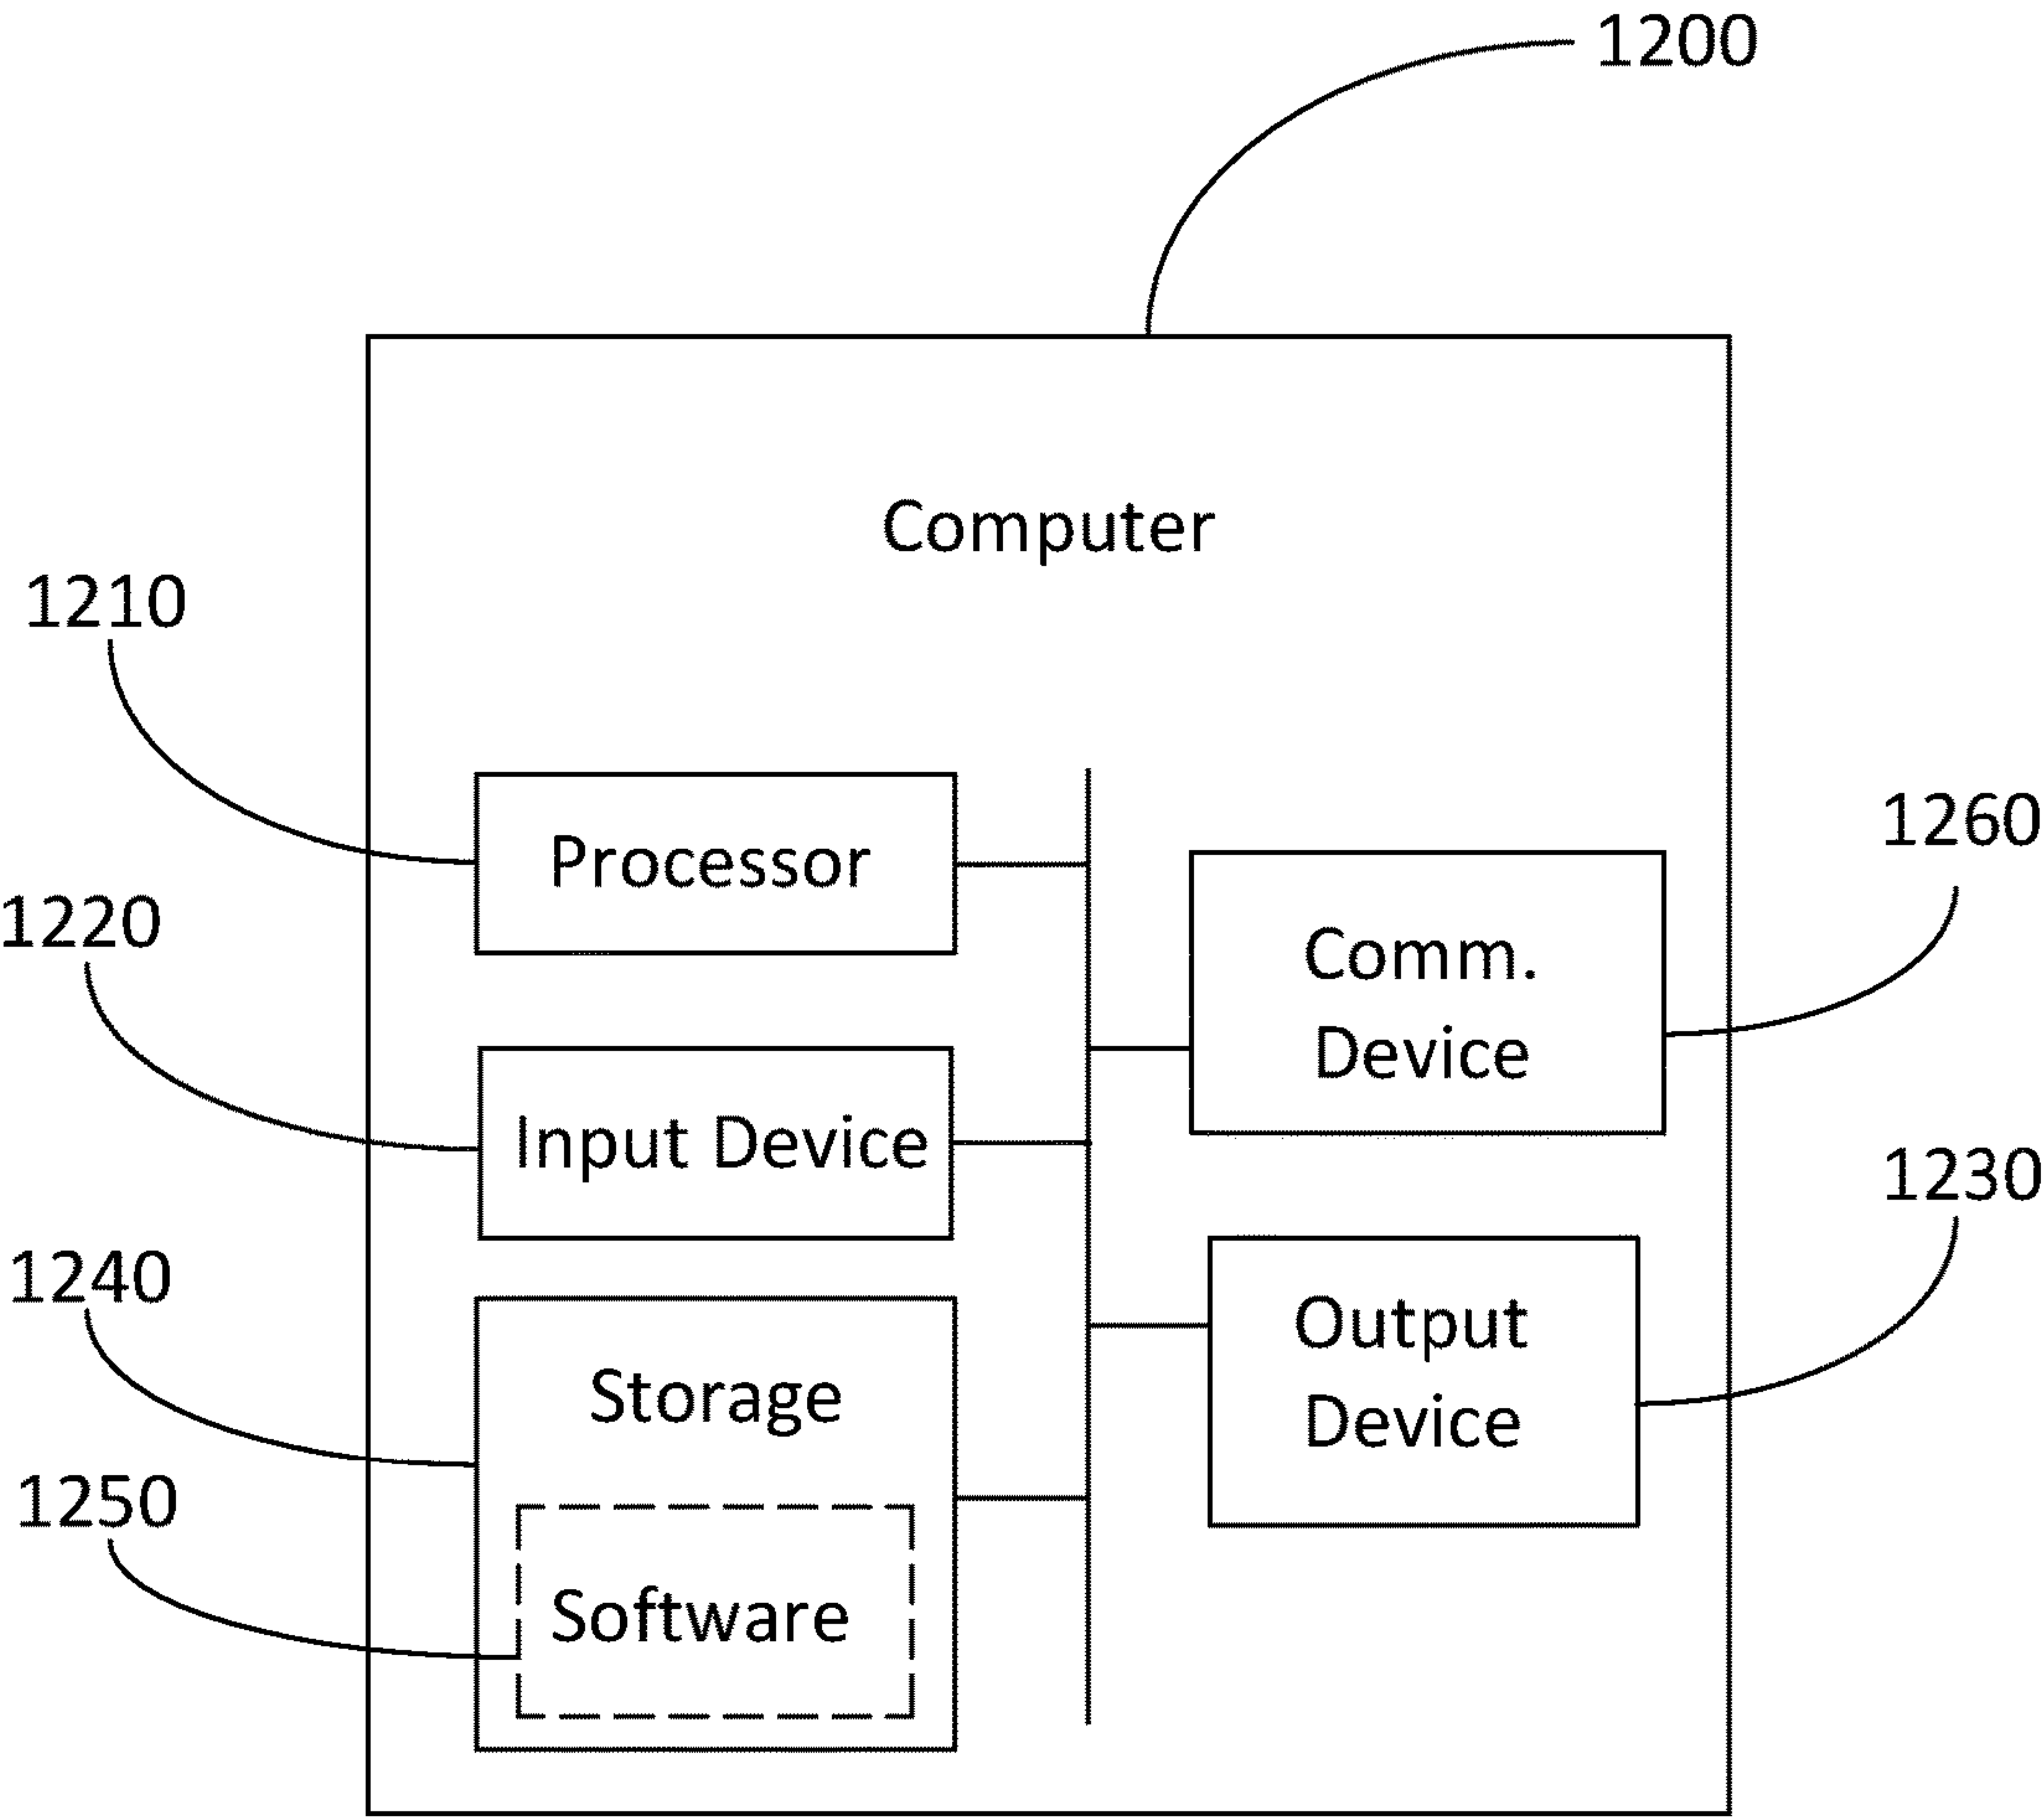 1200
Computer
1210
Processor
1260
1220
Comm.
Device
Input Device
1230
1240
Output
Device
Storage
1250
Software